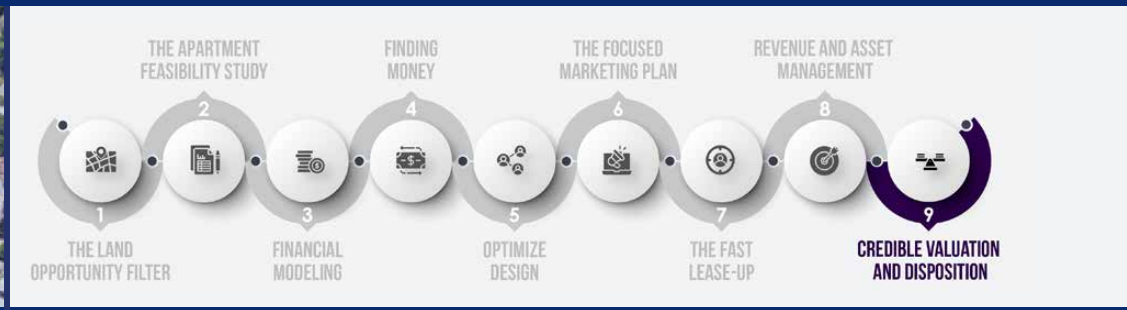 THE LAND
OPPORTUNITY FILTER
1
THE APARTMENT
FEASIBILITY STUDY
2
3
FINANCIAL
MODELING
FINDING
MONEY
4
5
OPTIMIZE
DESIGN
THE FOCUSED
MARKETING PLAN
6
7
THE FAST
LEASE-UP
REVENUE AND ASSET
MANAGEMENT
8
9
CREDIBLE VALUATION
AND DISPOSITION